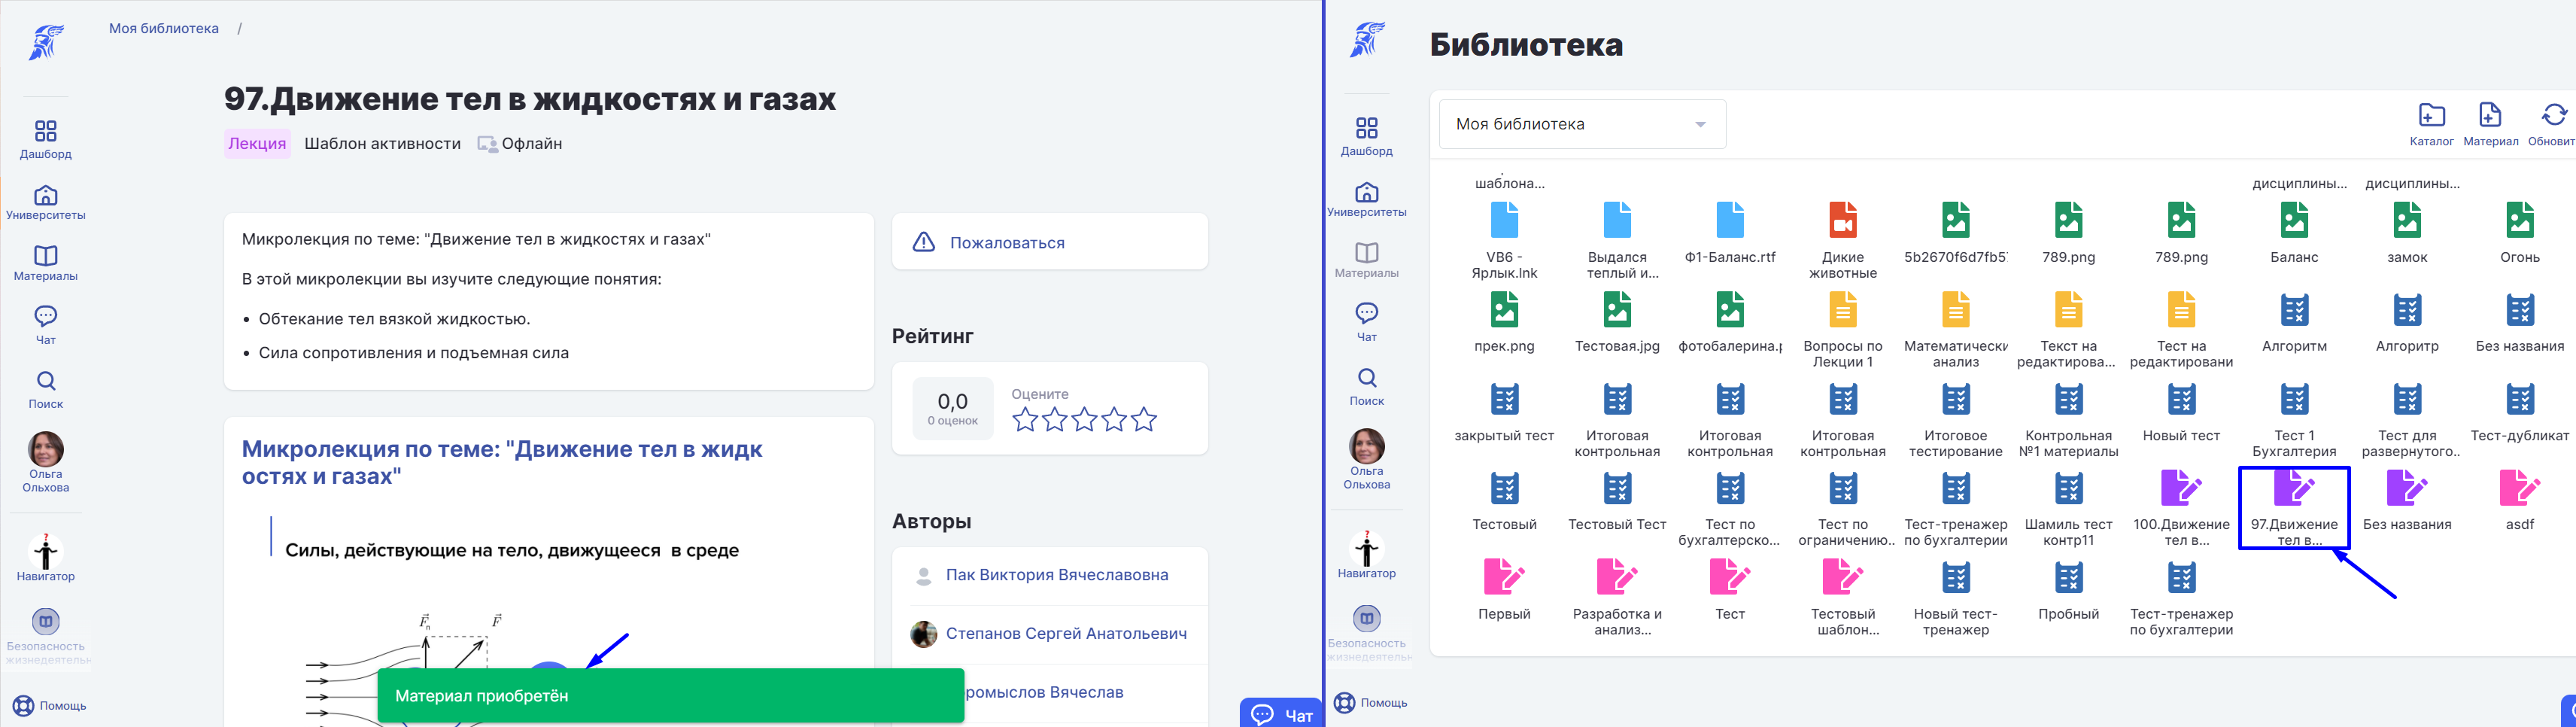 Моя библиотека /
97.Движение тел в жидкостях и газах
Лекция Шаблон активности Офлайн
Дашборд
Университеты
Материалы
Чат
Поиск
Ольга
Ольхова
Навигатор
Безопасность
жизнедеятельн
Помощь
Микролекция по теме: "Движение тел в жидкостях и газах"
В этой микролекции вы изучите следующие понятия:
• Обтекание тел вязкой жидкостью.
• Сила сопротивления и подъемная сила
Микролекция по теме: "Движение тел в жидк
остях и газах"
Силы, действующие на тело, движущееся в среде
Fn F
Материал приобретён
Пожаловаться
Рейтинг
0,0
0 оценок
Оцените
Авторы
Пак Виктория Вячеславовна
Степанов Сергей Анатольевич
ромыслов Вячеслав
Чат
Дашборд
Университеты
Материалы
Чат
Поиск
Ольга
Ольхова
Навигатор
Безопасность
жизнедеятельн
Помощь
Библиотека
Моя библиотека
Каталог Материал Обновит
шаблона... дисциплины... дисциплины...
VB6 - Ярлык.lnk
Выдался теплый и...
Ф1-Баланс.rtf
Дикие животные
5b2670f6d7fb57
789.png
789.png
Баланс
замок
Огонь
прек.png
Тестовая.jpg
фотобалерина.р
Вопросы по Лекции 1
Математически анализ
Текст на редактирова...
Тест на редактировани
Алгоритм
Алгоритр
Без названия
закрытый тест
Итоговая контрольная
Итоговая контрольная
Итоговая контрольная
Итоговое тестирование
Контрольная №1 материалы
Новый тест
Тест 1 Бухгалтерия
Тест для развернутого..
Тест-дубликат
Тестовый
Тестовый Тест
Тест по бухгалтерско...
Тест по ограничению..
Тест-тренажер по бухгалтерии
Шамиль тест контр11
100.Движение тел в...
97.Движение тел в...
Без названия
asdf
Первый
Разработка и анализ...
Тест
Тестовый шаблон...
Новый тест-тренажер
Пробный
Тест-тренажер по бухгалтерии